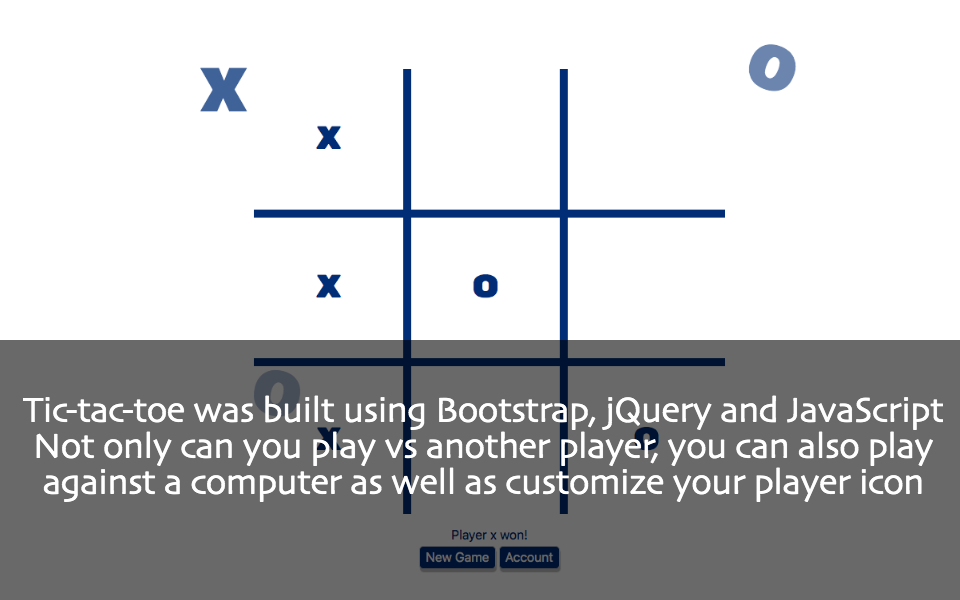 X
O
x
x o
o
Tic-tac-toe was built using Bootstrap, jQuery and JavaScript
x o
Not only can you play vs another player, you can also play
against a computer as well as customize your player icon
Player x won!
New Game Account